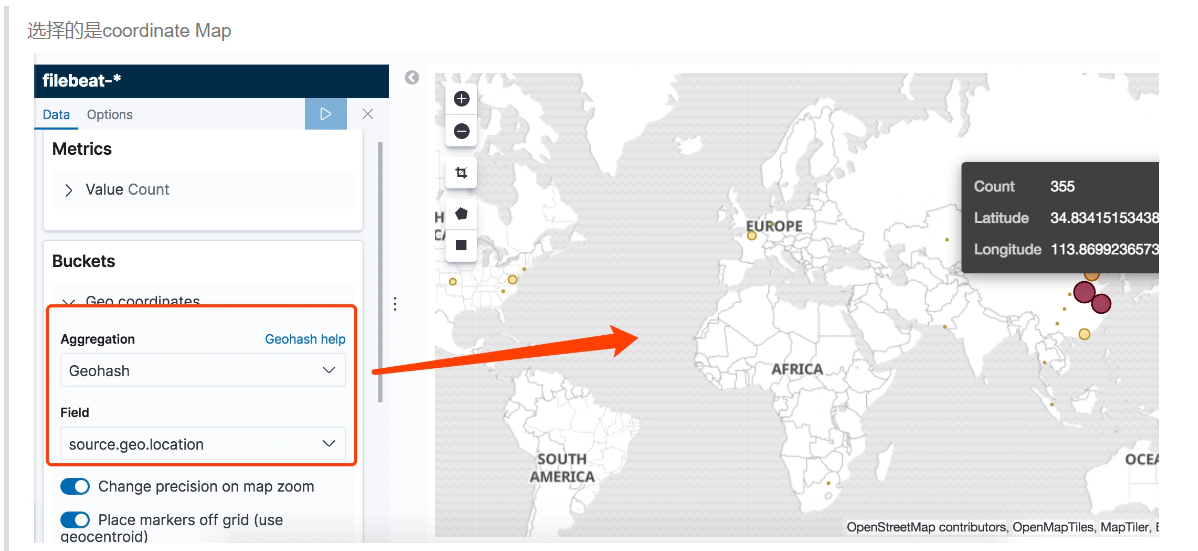 选择的是coordinate Map
filebeat-*
Data Options
Metrics
Value Count
Buckets
Geo coordinates
Aggregation Geohash help
Geohash
Field
source.geo.location
Change precision on map zoom
Place markers off grid (use
geocentroid)
EUROPE
AFRICA
SOUTH
AMERICA
OCEA
Count 355
Latitude 34.83415153438
Longitude 113.8699236573
OpenStreetMap contributors, OpenMapTiles, MapTiler, E